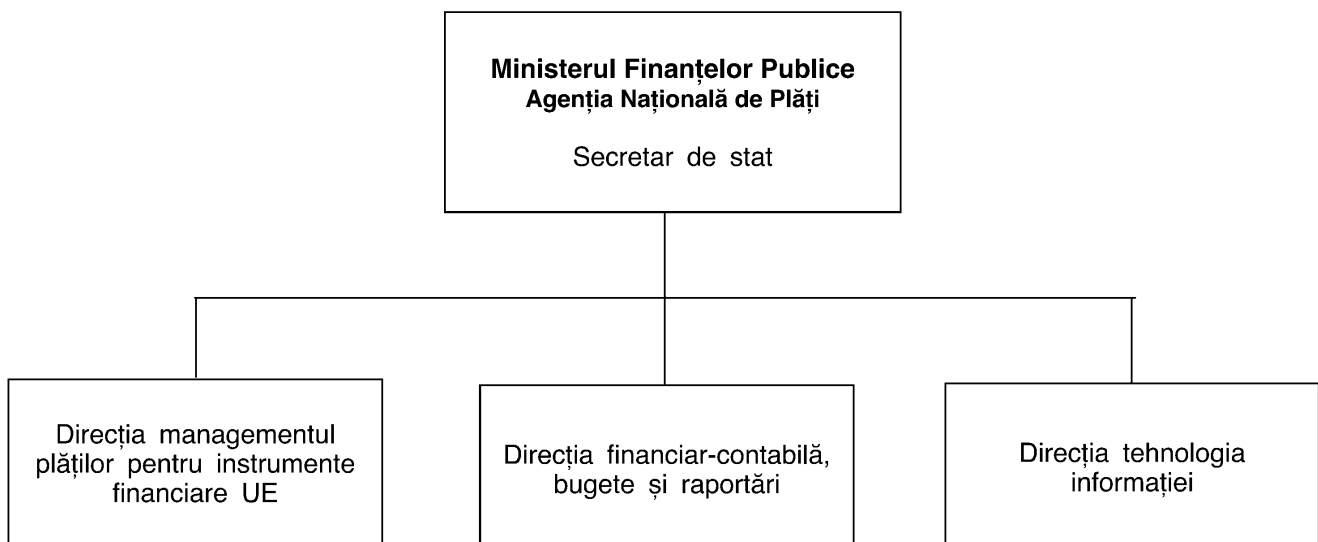 Ministerul Finanțelor Publice
Agenția Națională de Plăți
Secretar de stat
Direcția managementul
plăților pentru instrumente
financiare UE
Direcția financiar-contabilă,
bugete și raportări
Direcția tehnologia
informației